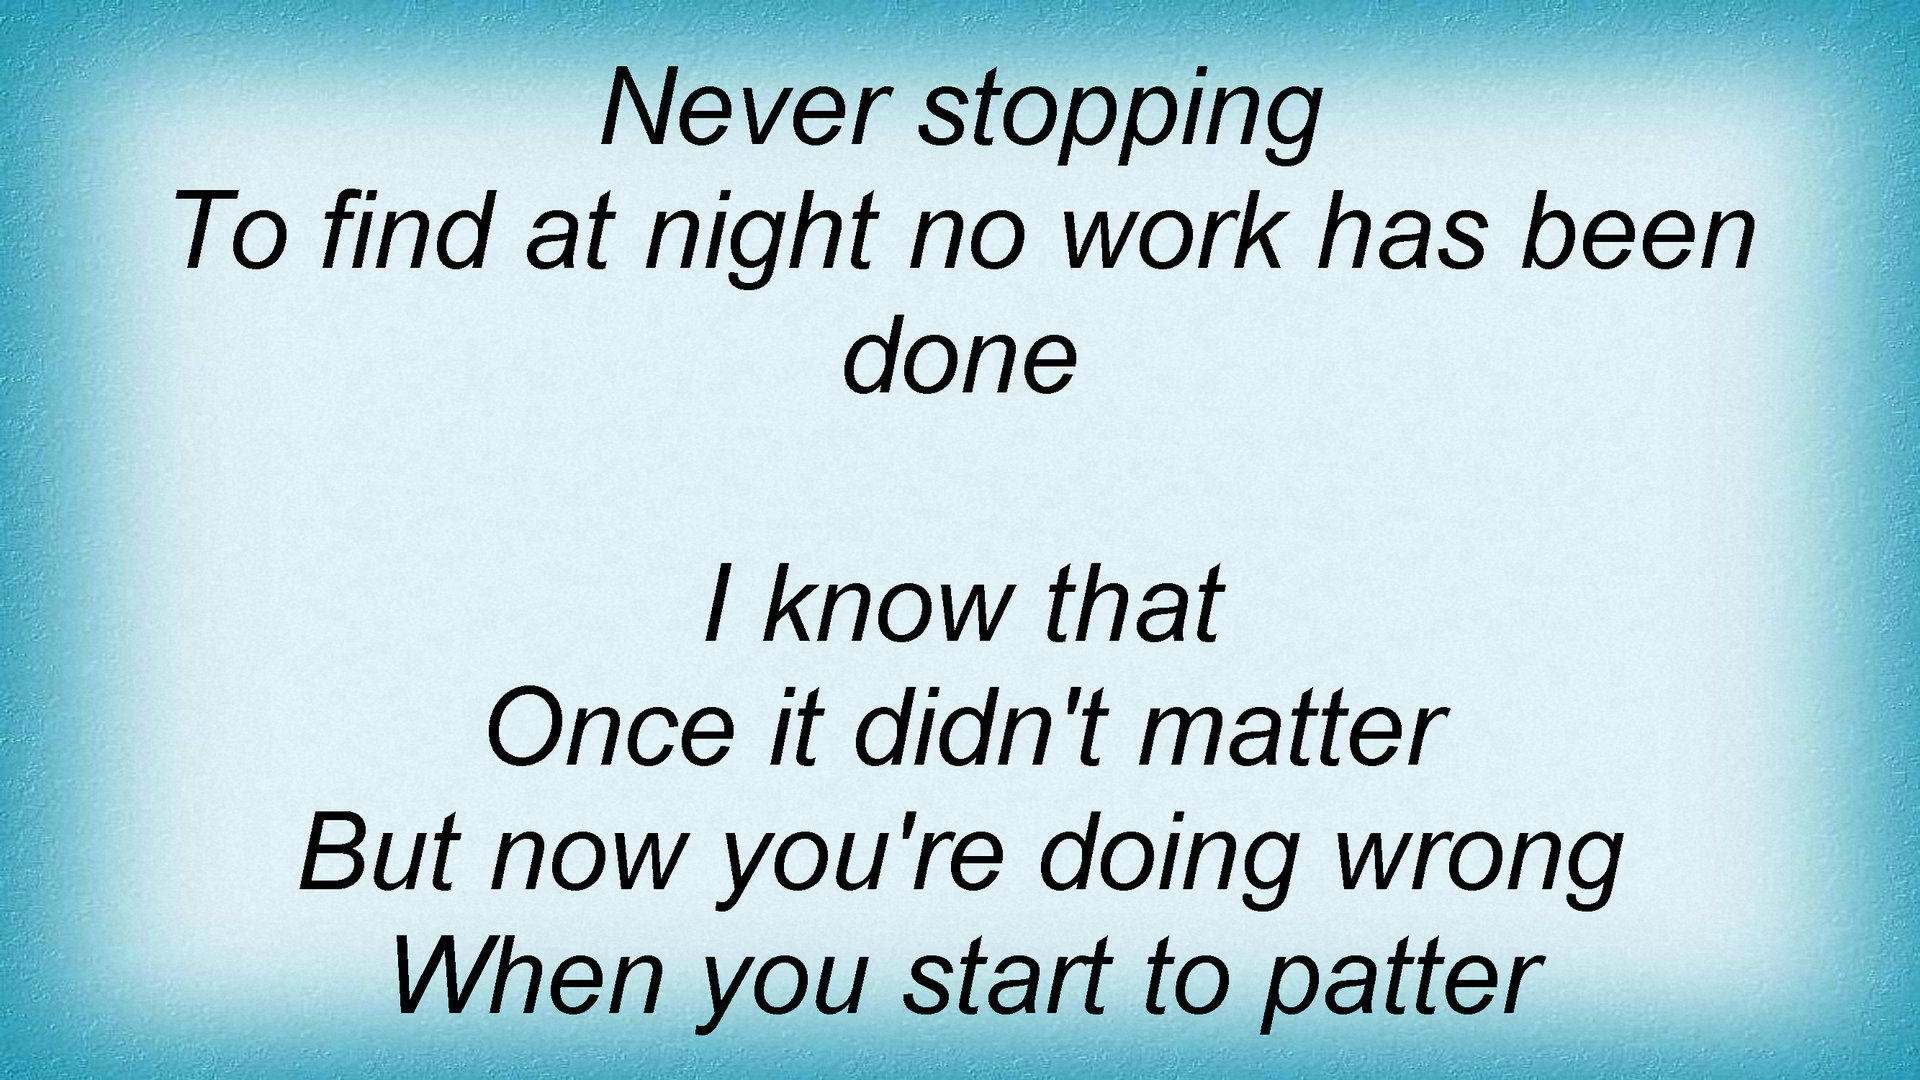 Never stopping
To find at night no work has been
done

I know that
Once it didn't matter
But now you're doing wrong
When you start to patter